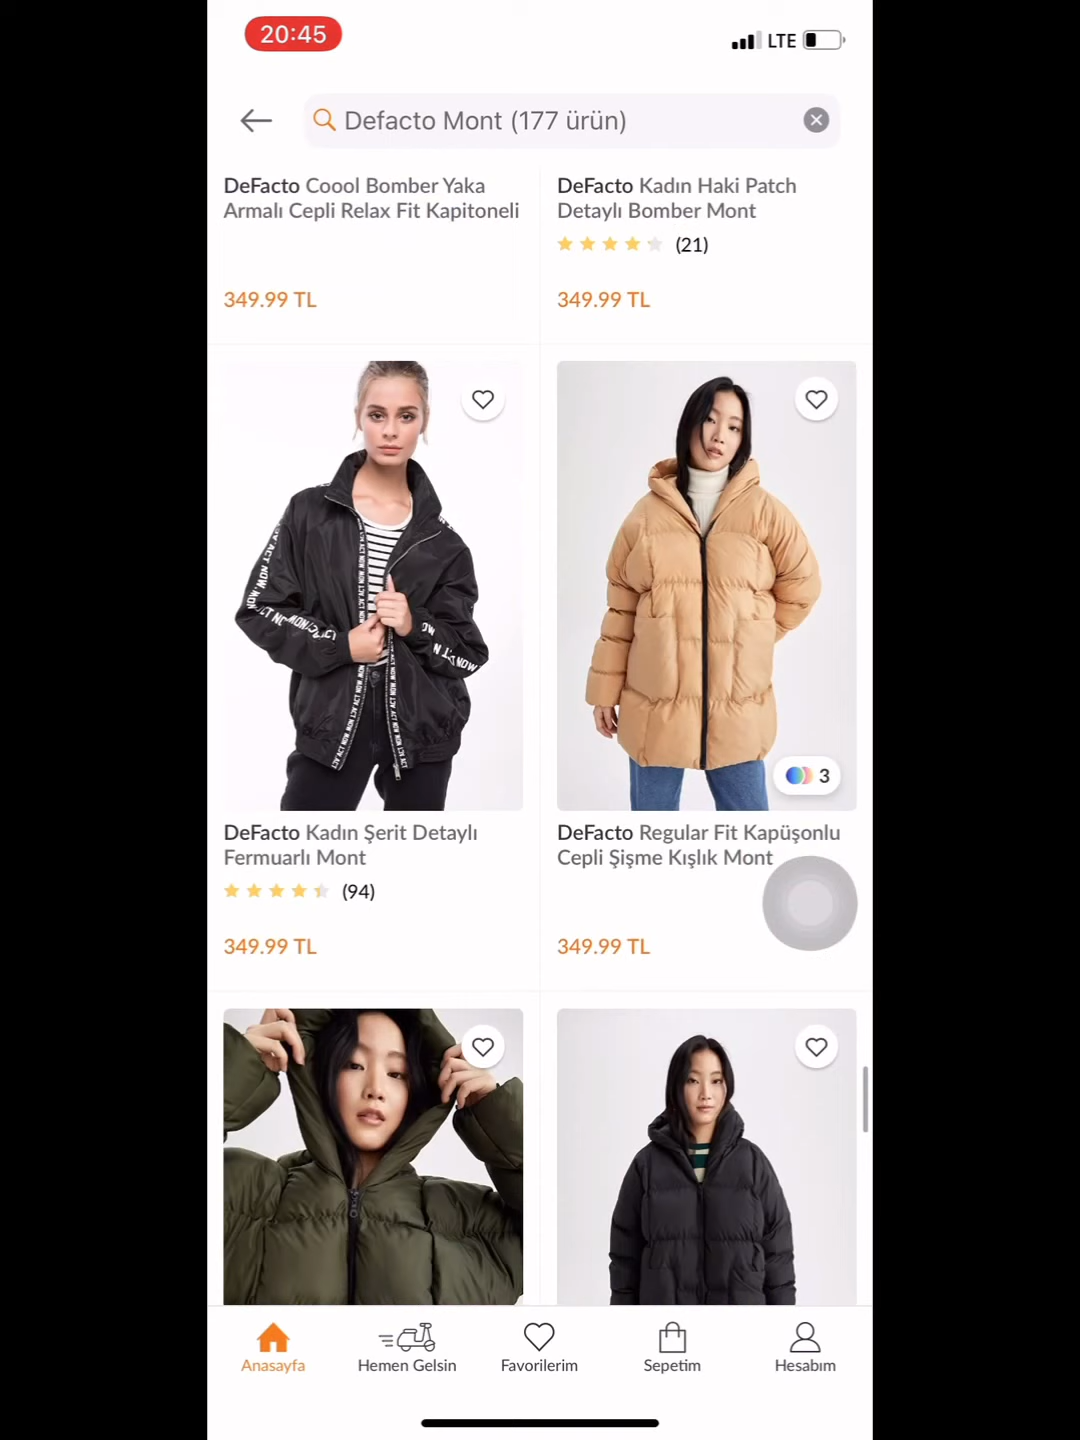 20:45
LTE
Defacto Mont (177 ürün)
DeFacto Coool Bomber Yaka
Armalı Cepli Relax Fit Kapitoneli
349.99 TL
DeFacto Kadın Haki Patch
Detaylı Bomber Mont
(21)
349.99 TL
3
DeFacto Kadın Şerit Detaylı
Fermuarlı Mont
(94)
349.99 TL
DeFacto Regular Fit Kapüşonlu
Cepli Şişme Kışlık Mont
349.99 TL
Anasayfa
Hemen Gelsin
Favorilerim
Sepetim
Hesabım